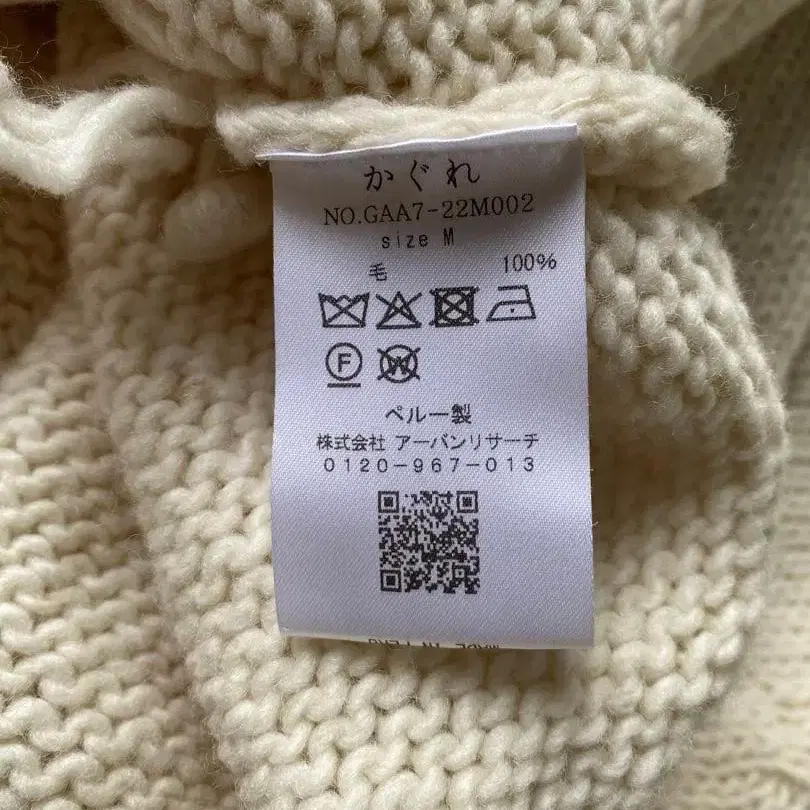 かぐれ
NO.GAA7-22M002
size M
毛 100%
F W
ペルー製
株式会社 アーバンリサーチ
0120-967-013